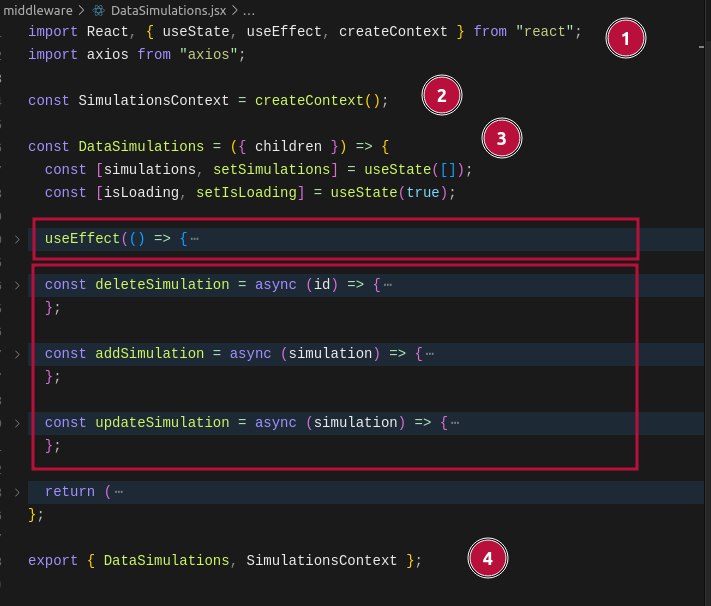 middleware > DataSimulations.jsx > ...
import React, { useState, useEffect, createContext } from "react";
1
import axios from "axios";
const SimulationsContext = createContext();
2
const DataSimulations = ({ children }) => {
3
const [simulations, setSimulations] = useState([]);
const [isLoading, setIsLoading] = useState(true);
useEffect(() => {…
const deleteSimulation = async (id) => {…
};
const addSimulation = async (simulation) => {…
};
const updateSimulation = async (simulation) => {…
};
return (…
};
export { DataSimulations, SimulationsContext };
4